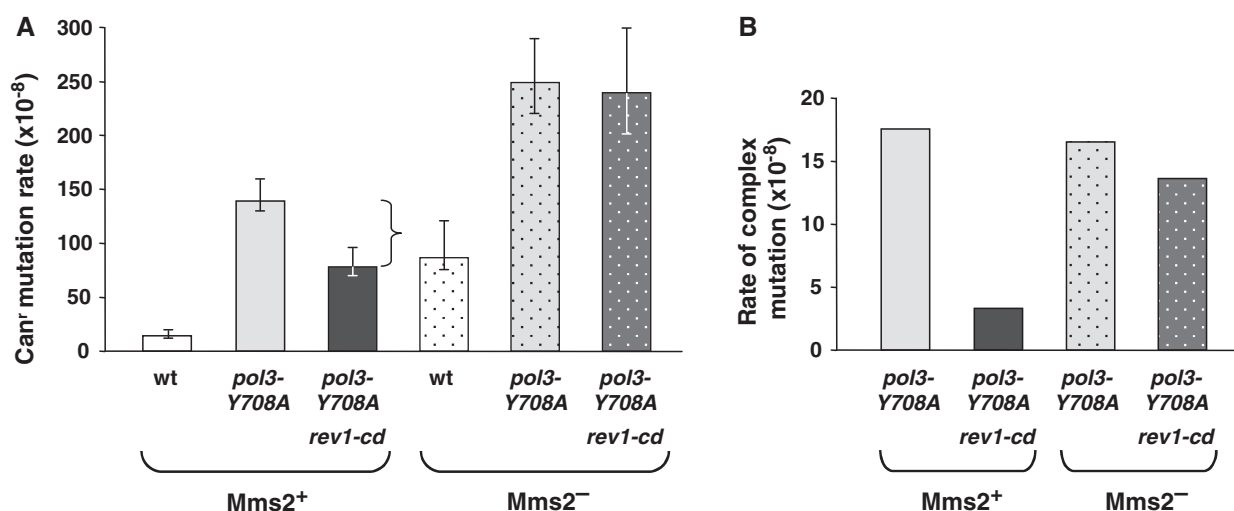 A
Canʳ mutation rate (x10⁻⁸)
300
250
200
150
100
50
0
wt
pol3-
Y708A
pol3-
Y708A
rev1-cd
wt
pol3-
Y708A
pol3-
Y708A
rev1-cd
Mms2⁺
Mms2⁻
B
Rate of complex
mutation (x10⁻⁸)
20
15
10
5
0
pol3-
Y708A
pol3-
Y708A
rev1-cd
pol3-
Y708A
pol3-
Y708A
rev1-cd
Mms2⁺
Mms2⁻